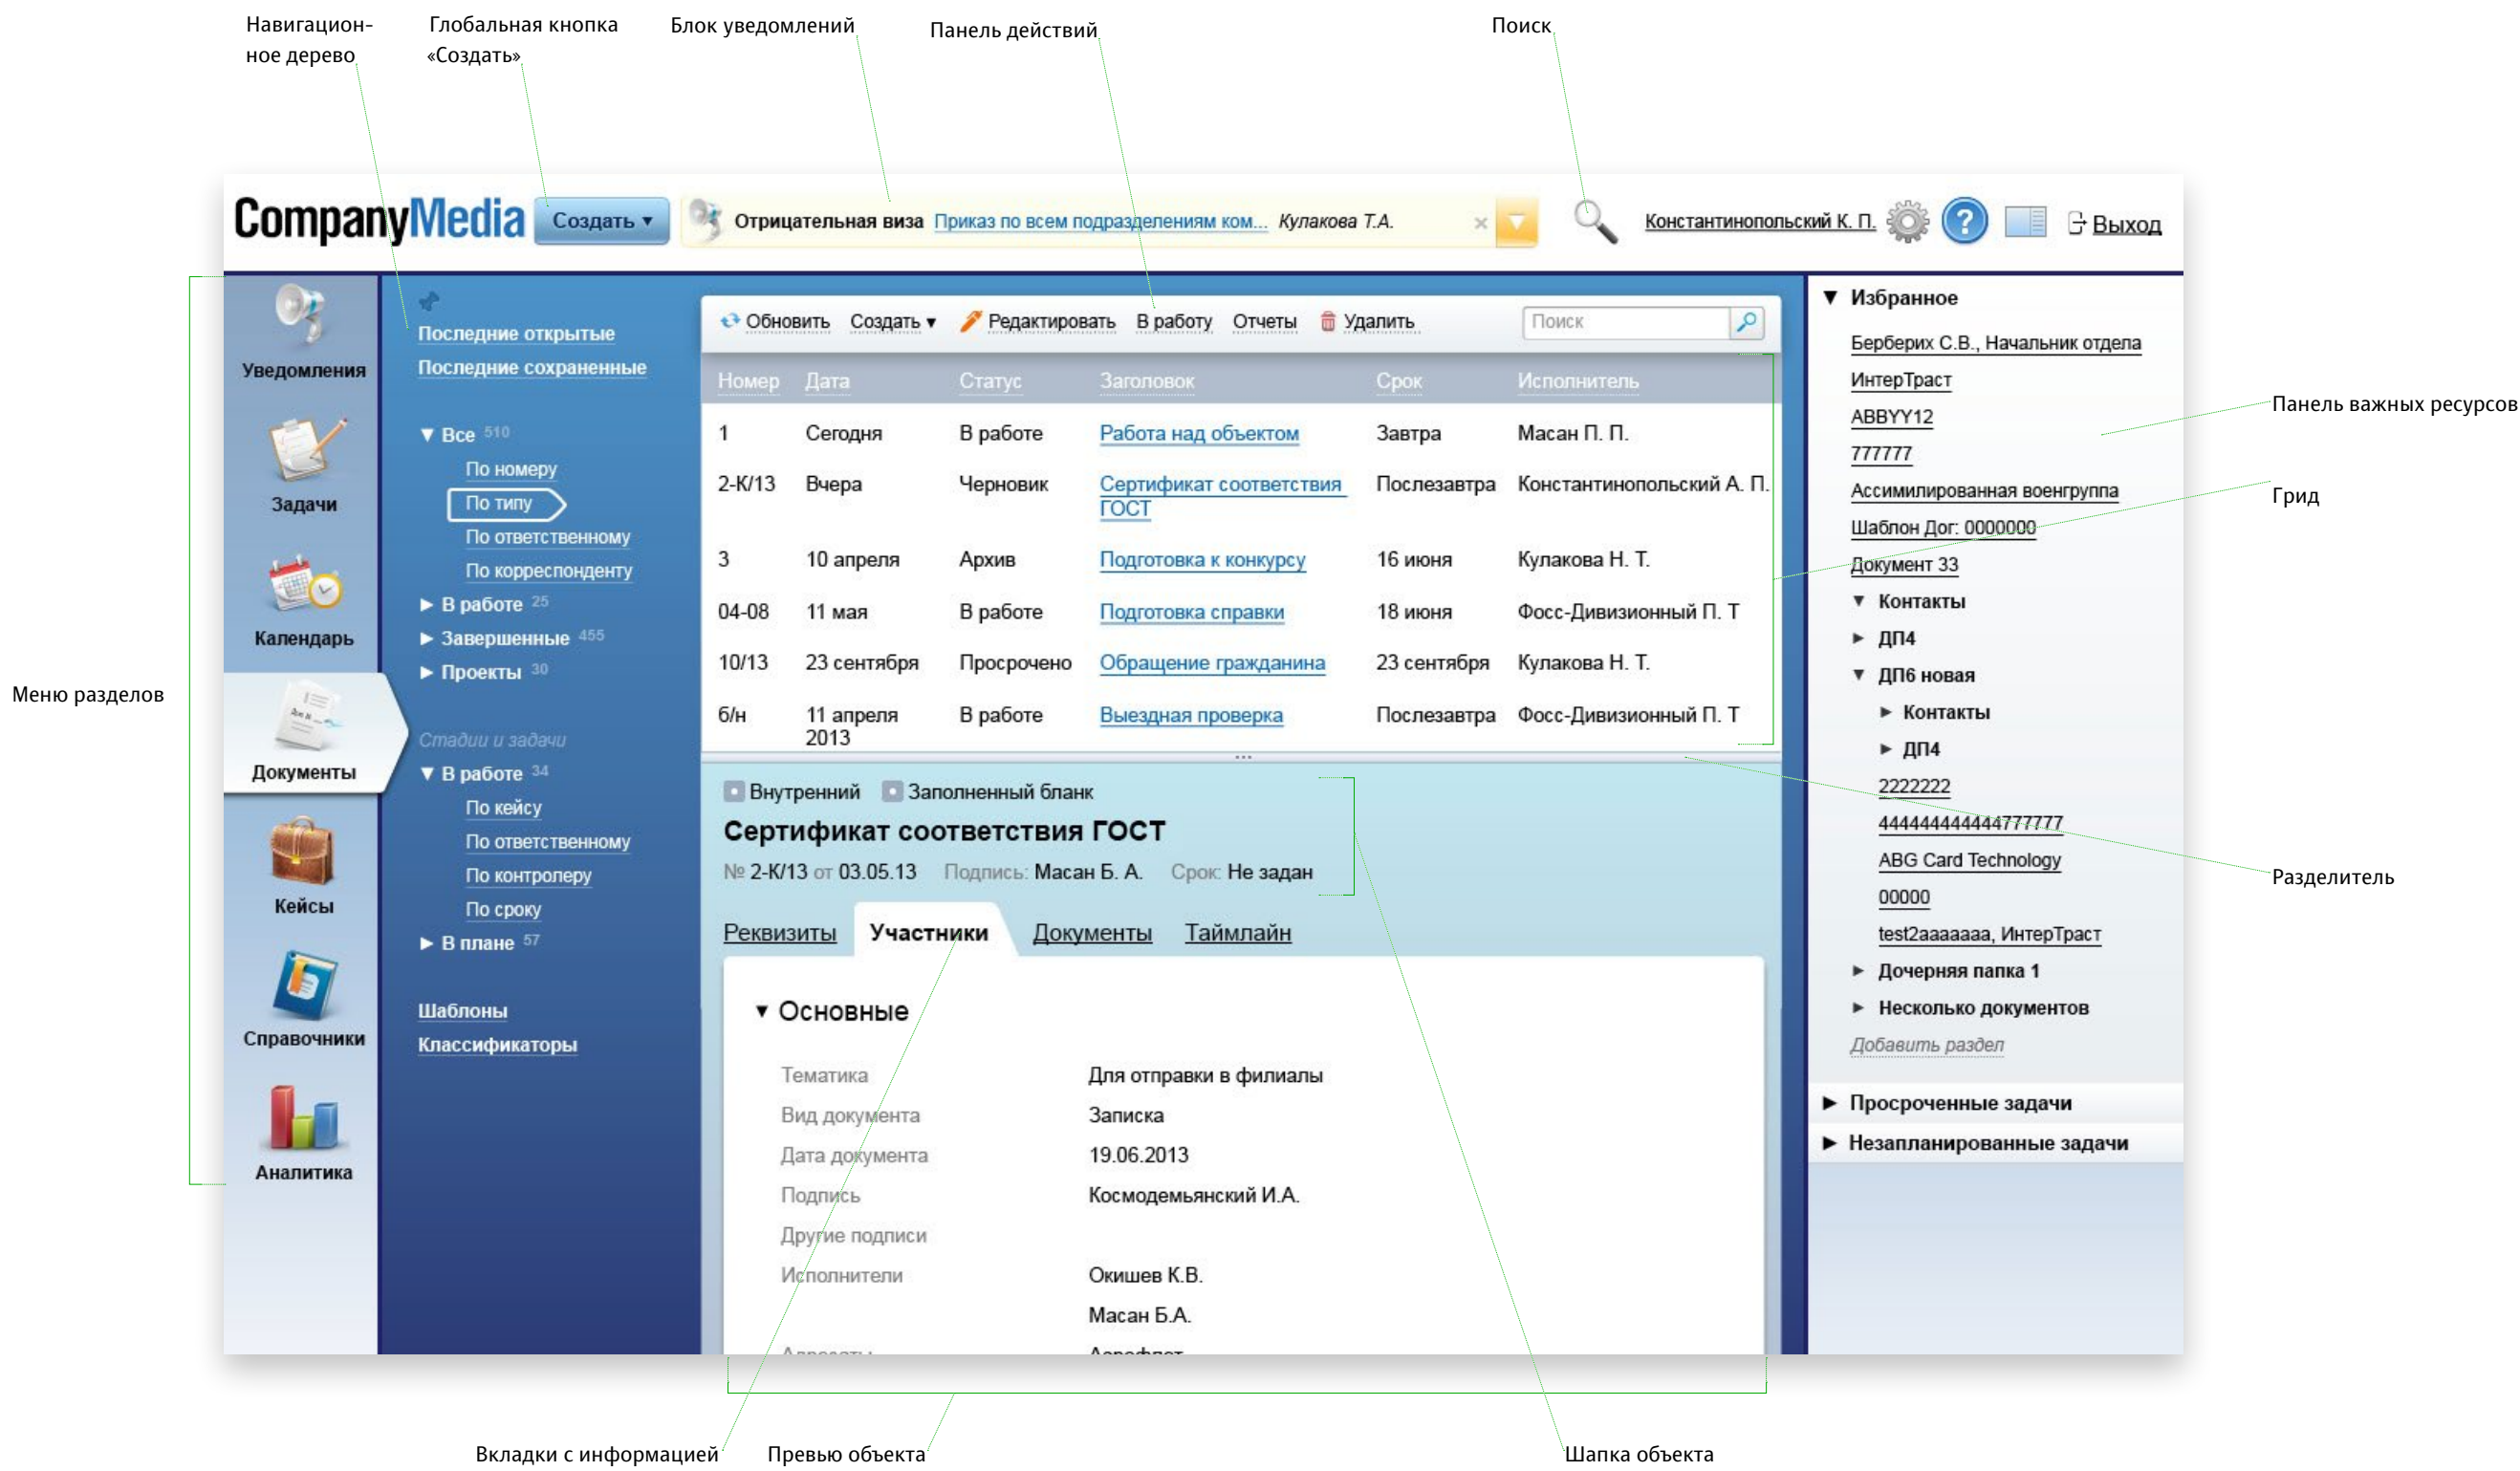 Навигацион-
ное дерево
Глобальная кнопка
«Создать»
Блок уведомлений
Панель действий
Поиск
CompanyMedia
Создать ▾
Отрицательная виза Приказ по всем подразделениям ком... Кулакова Т.А.
Константинопольский К. П.
?
Выход
Меню разделов
Уведомления
Задачи
Календарь
Документы
Кейсы
Справочники
Аналитика
Последние открытые
Последние сохраненные
▼ Все 510
По номеру
По типу
По ответственному
По корреспонденту
► В работе 25
► Завершенные 455
► Проекты 30
Стадии и задачи
▼ В работе 34
По кейсу
По ответственному
По контролеру
По сроку
► В плане 57
Шаблоны
Классификаторы
Обновить Создать ▾ Редактировать В работу Отчеты Удалить Поиск
Номер Дата Статус Заголовок Срок Исполнитель
1 Сегодня В работе Работа над объектом Завтра Масан П. П.
2-К/13 Вчера Черновик Сертификат соответствия Послезавтра Константинопольский А. П.
ГОСТ
3 10 апреля Архив Подготовка к конкурсу 16 июня Кулакова Н. Т.
04-08 11 мая В работе Подготовка справки 18 июня Фосс-Дивизионный П. Т
10/13 23 сентября Просрочено Обращение гражданина 23 сентября Кулакова Н. Т.
б/н 11 апреля В работе Выездная проверка Послезавтра Фосс-Дивизионный П. Т
2013
Внутренний Заполненный бланк
Сертификат соответствия ГОСТ
№ 2-К/13 от 03.05.13 Подпись: Масан Б. А. Срок: Не задан
Реквизиты Участники Документы Таймлайн
▾ Основные
Тематика Для отправки в филиалы
Вид документа Записка
Дата документа 19.06.2013
Подпись Космодемьянский И.А.
Другие подписи
Исполнители Окишев К.В.
Масан Б.А.
▼ Избранное
Берберих С.В., Начальник отдела
ИнтерТраст
ABBYY12
777777
Ассимилированная военгруппа
Шаблон Дог: 0000000
Документ 33
▼ Контакты
► ДП4
▼ ДП6 новая
► Контакты
► ДП4
2222222
444444444444777777
ABG Card Technology
00000
test2aaaaaaa, ИнтерТраст
► Дочерняя папка 1
► Несколько документов
Добавить раздел
► Просроченные задачи
► Незапланированные задачи
Панель важных ресурсов
Грид
Разделитель
Вкладки с информацией
Превью объекта
Шапка объекта